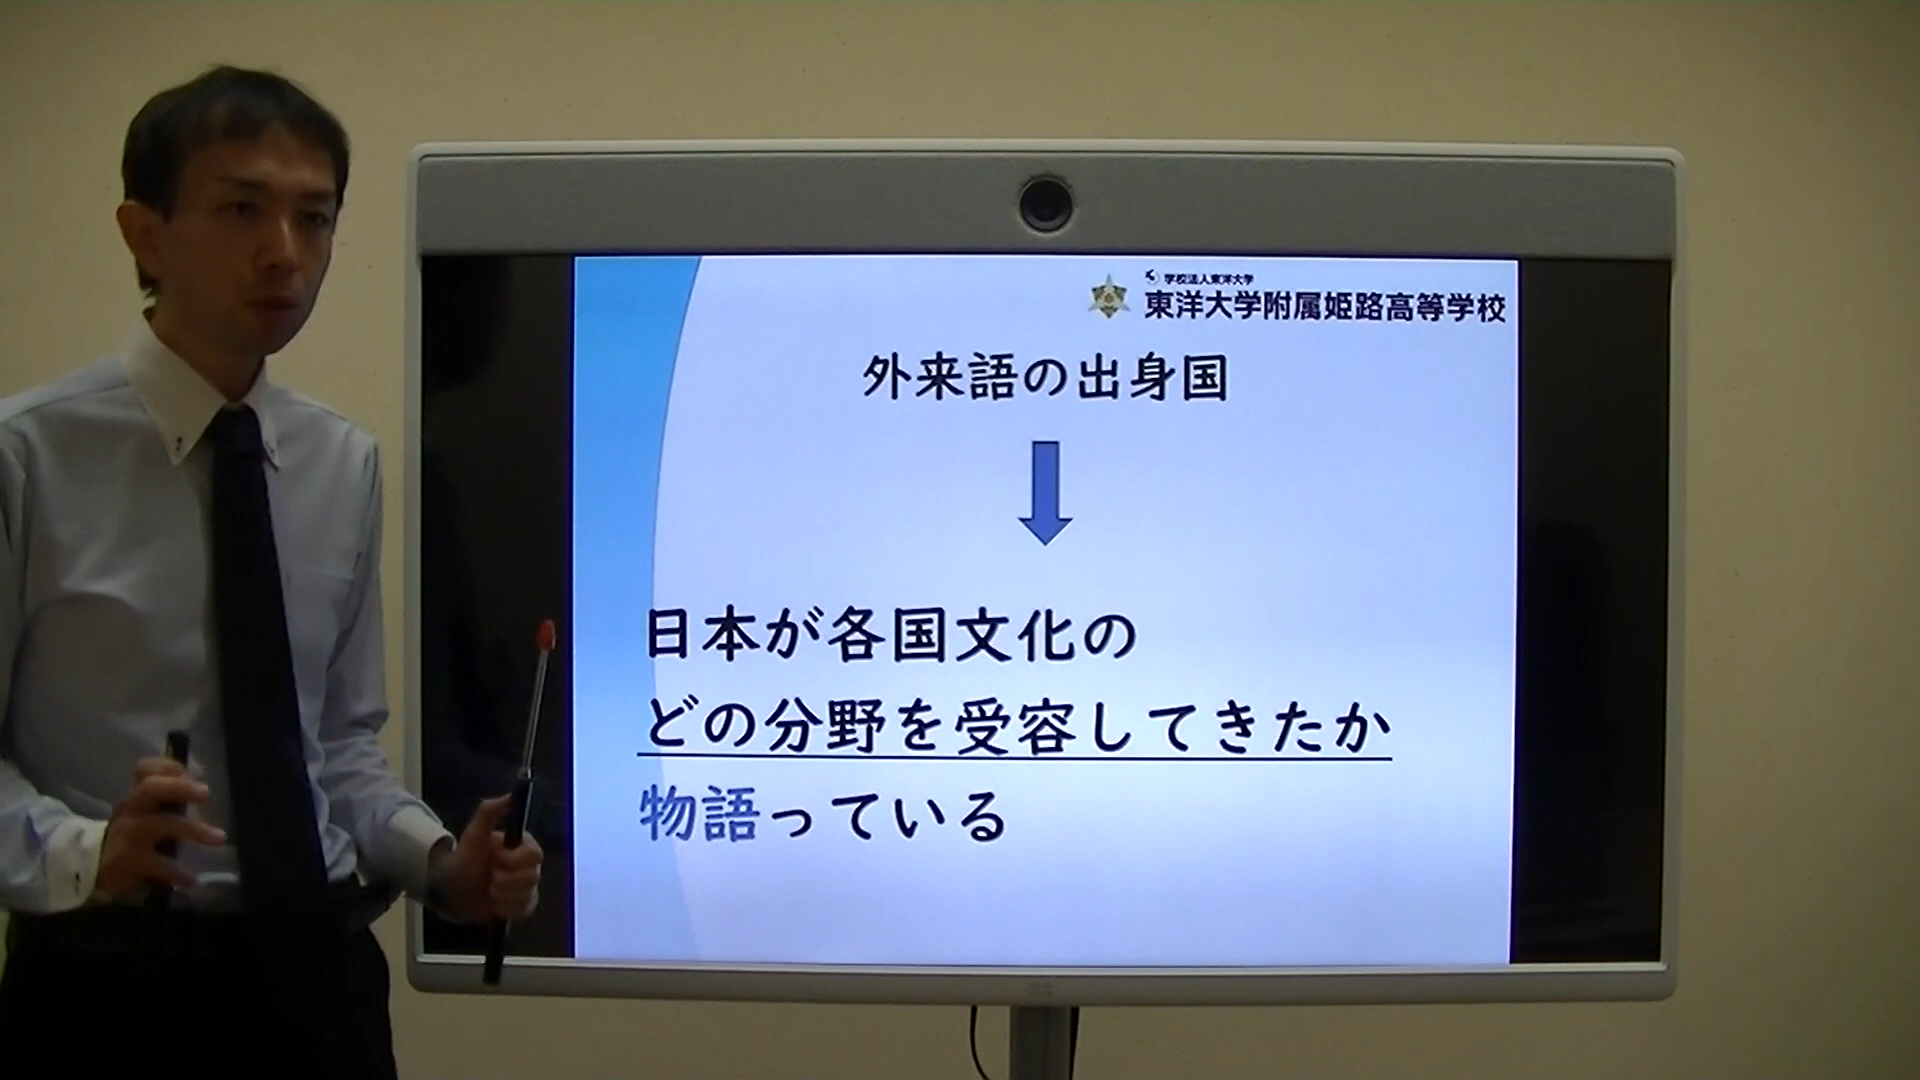 学校法人東洋大学
東洋大学附属姫路高等学校
外来語の出身国
日本が各国文化の
どの分野を受容してきたか
物語っている